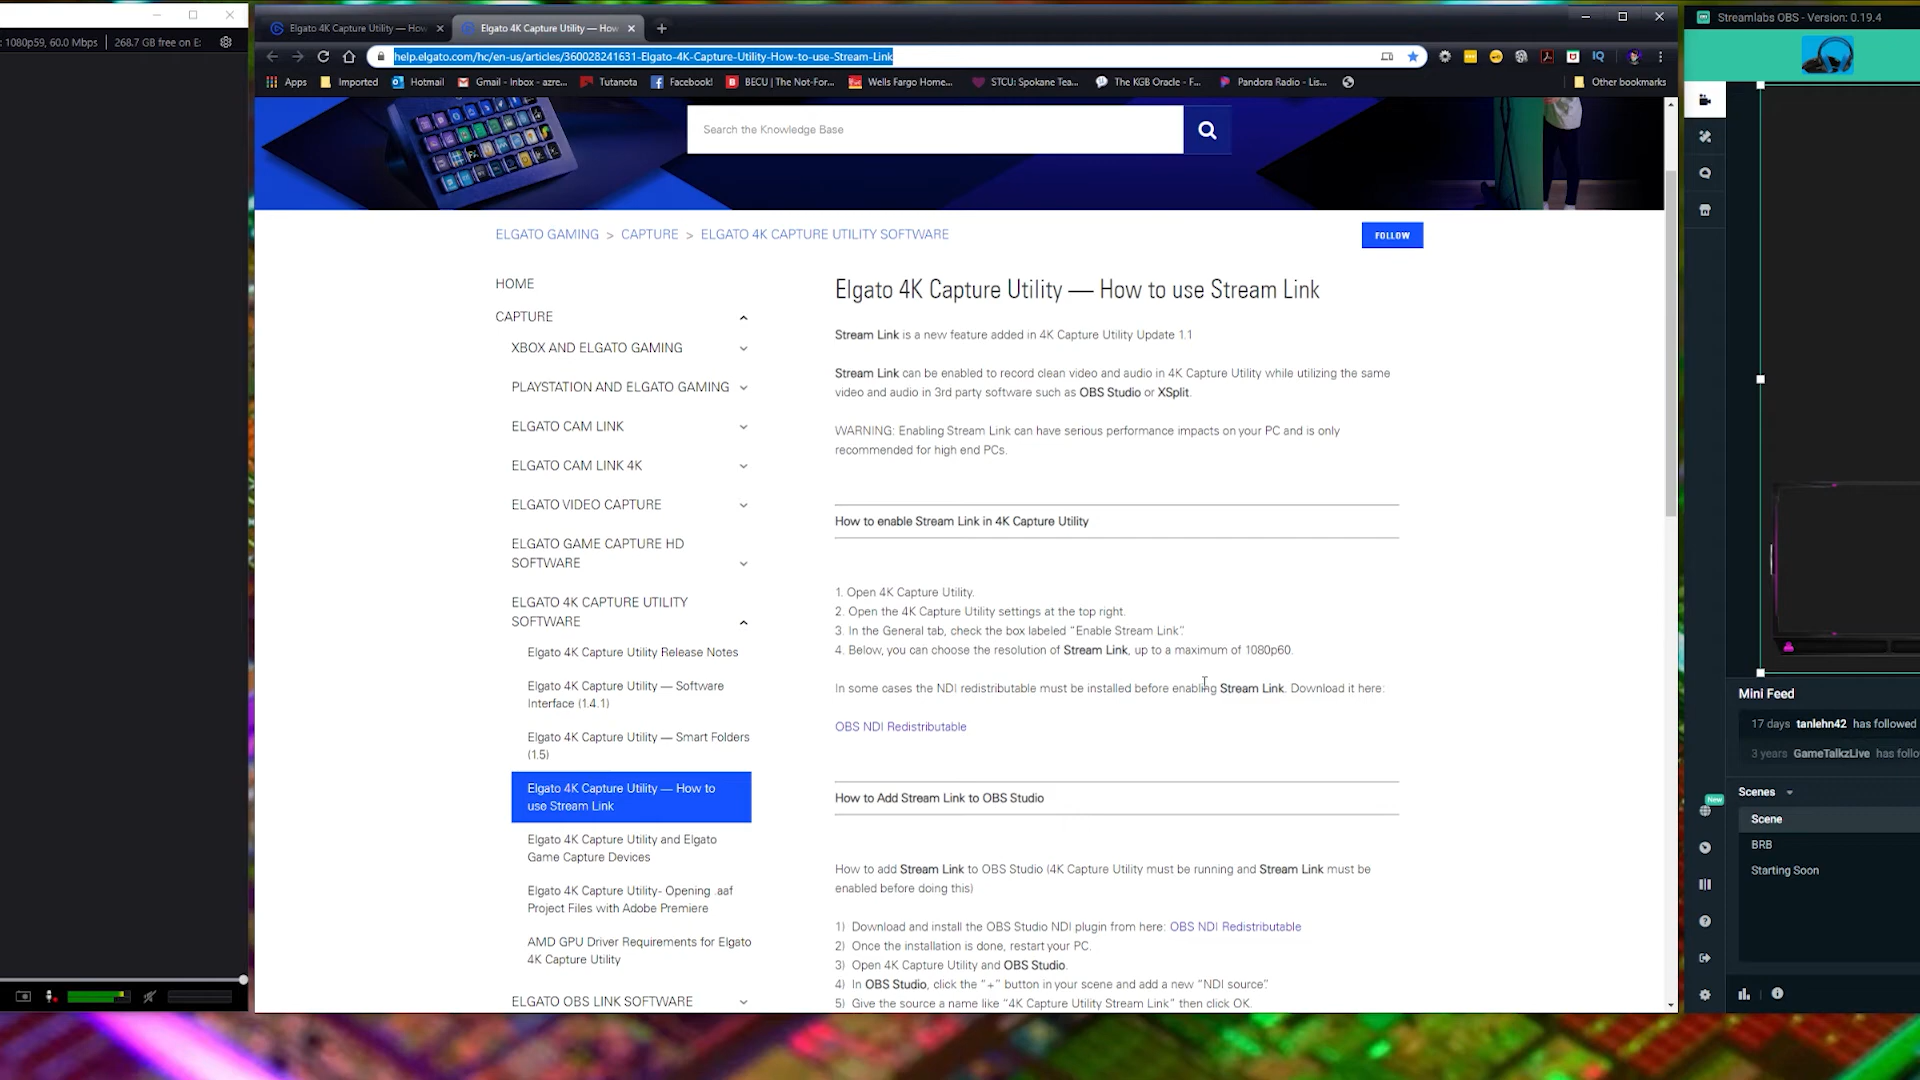 : 1080p59, 60.0 Mbps
268.7 GB free on E:
Elgato 4K Capture Utility — How
Elgato 4K Capture Utility — How
help.elgato.com/hc/en-us/articles/360028241631-Elgato-4K-Capture-Utility-How-to-use-Stream-Link
IQ
Apps
Imported
Hotmail
Gmail - Inbox - azre...
Tutanota
Facebook!
BECU | The Not-For...
Wells Fargo Home...
STCU: Spokane Tea...
The KGB Oracle - F...
Pandora Radio - Lis...
Other bookmarks
Search the Knowledge Base
ELGATO GAMING > CAPTURE > ELGATO 4K CAPTURE UTILITY SOFTWARE
FOLLOW
HOME
CAPTURE
XBOX AND ELGATO GAMING
PLAYSTATION AND ELGATO GAMING
ELGATO CAM LINK
ELGATO CAM LINK 4K
ELGATO VIDEO CAPTURE
ELGATO GAME CAPTURE HD
SOFTWARE
ELGATO 4K CAPTURE UTILITY
SOFTWARE
Elgato 4K Capture Utility Release Notes
Elgato 4K Capture Utility — Software
Interface (1.4.1)
Elgato 4K Capture Utility — Smart Folders
(1.5)
Elgato 4K Capture Utility — How to
use Stream Link
Elgato 4K Capture Utility and Elgato
Game Capture Devices
Elgato 4K Capture Utility- Opening .aaf
Project Files with Adobe Premiere
AMD GPU Driver Requirements for Elgato
4K Capture Utility
ELGATO OBS LINK SOFTWARE
Elgato 4K Capture Utility — How to use Stream Link
Stream Link is a new feature added in 4K Capture Utility Update 1.1
Stream Link can be enabled to record clean video and audio in 4K Capture Utility while utilizing the same
video and audio in 3rd party software such as OBS Studio or XSplit.
WARNING: Enabling Stream Link can have serious performance impacts on your PC and is only
recommended for high end PCs.
How to enable Stream Link in 4K Capture Utility
1. Open 4K Capture Utility.
2. Open the 4K Capture Utility settings at the top right.
3. In the General tab, check the box labeled “Enable Stream Link”.
4. Below, you can choose the resolution of Stream Link, up to a maximum of 1080p60.
In some cases the NDI redistributable must be installed before enabling Stream Link. Download it here:
OBS NDI Redistributable
How to Add Stream Link to OBS Studio
How to add Stream Link to OBS Studio (4K Capture Utility must be running and Stream Link must be
enabled before doing this)
1) Download and install the OBS Studio NDI plugin from here: OBS NDI Redistributable
2) Once the installation is done, restart your PC.
3) Open 4K Capture Utility and OBS Studio.
4) In OBS Studio, click the “+” button in your scene and add a new “NDI source”.
5) Give the source a name like “4K Capture Utility Stream Link” then click OK.
Streamlabs OBS - Version: 0.19.4
Mini Feed
17 days tanlehn42 has followed
3 years GameTalkzLive has follo
Scenes
New
Scene
BRB
Starting Soon